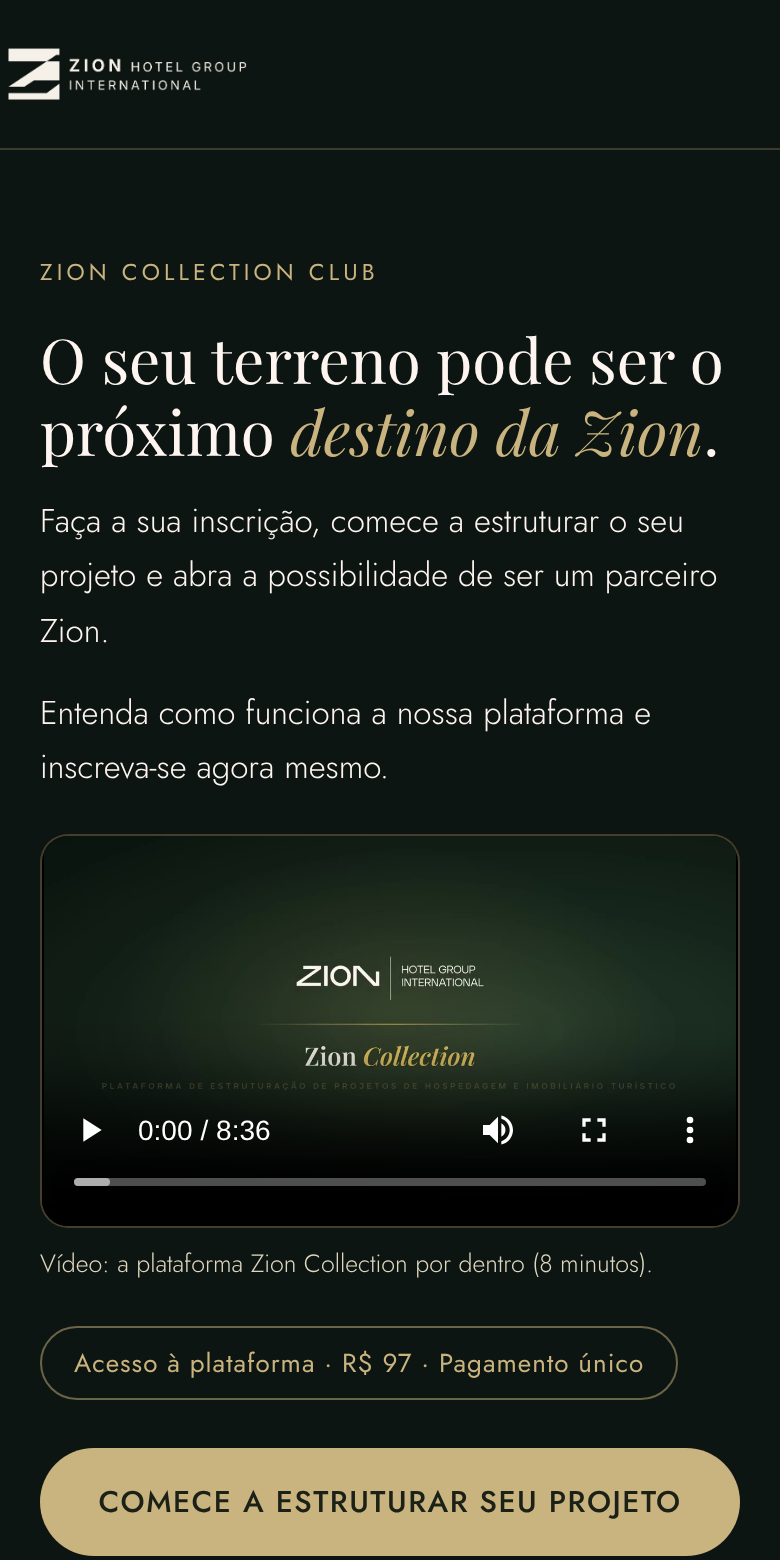 ZION HOTEL GROUP
INTERNATIONAL
ZION COLLECTION CLUB
O seu terreno pode ser o
próximo destino da Zion.
Faça a sua inscrição, comece a estruturar o seu
projeto e abra a possibilidade de ser um parceiro
Zion.
Entenda como funciona a nossa plataforma e
inscreva-se agora mesmo.
ZION HOTEL GROUP
INTERNATIONAL
Zion Collection
PLATAFORMA DE ESTRUTURAÇÃO DE PROJETOS DE HOSPEDAGEM E IMOBILIÁRIO TURÍSTICO
0:00 / 8:36
Vídeo: a plataforma Zion Collection por dentro (8 minutos).
Acesso à plataforma · R$ 97 · Pagamento único
COMECE A ESTRUTURAR SEU PROJETO